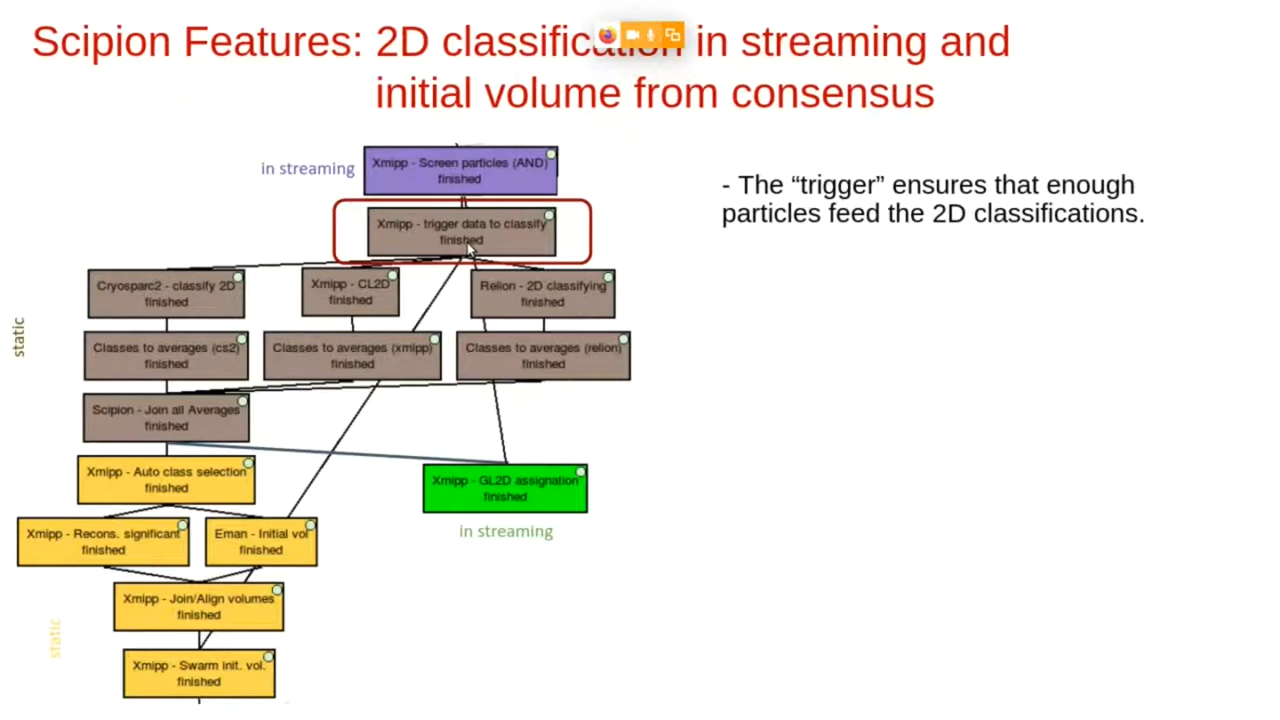 Scipion Features: 2D classification in streaming and
initial volume from consensus
in streaming
Xmipp - Screen particles (AND)
finished
- The “trigger” ensures that enough
particles feed the 2D classifications.
Xmipp - trigger data to classify
finished
Cryosparc2 - classify 2D
finished
Xmipp - CL2D
finished
Relion - 2D classifying
finished
static
Classes to averages (cs2)
finished
Classes to averages (xmipp)
finished
Classes to averages (relion)
finished
Scipion - Join all Averages
finished
Xmipp - Auto class selection
finished
Xmipp - GL2D assignation
finished
in streaming
Xmipp - Recons. significant
finished
Eman - Initial vol
finished
Xmipp - Join/Align volumes
finished
static
Xmipp - Swarm init. vol.
finished